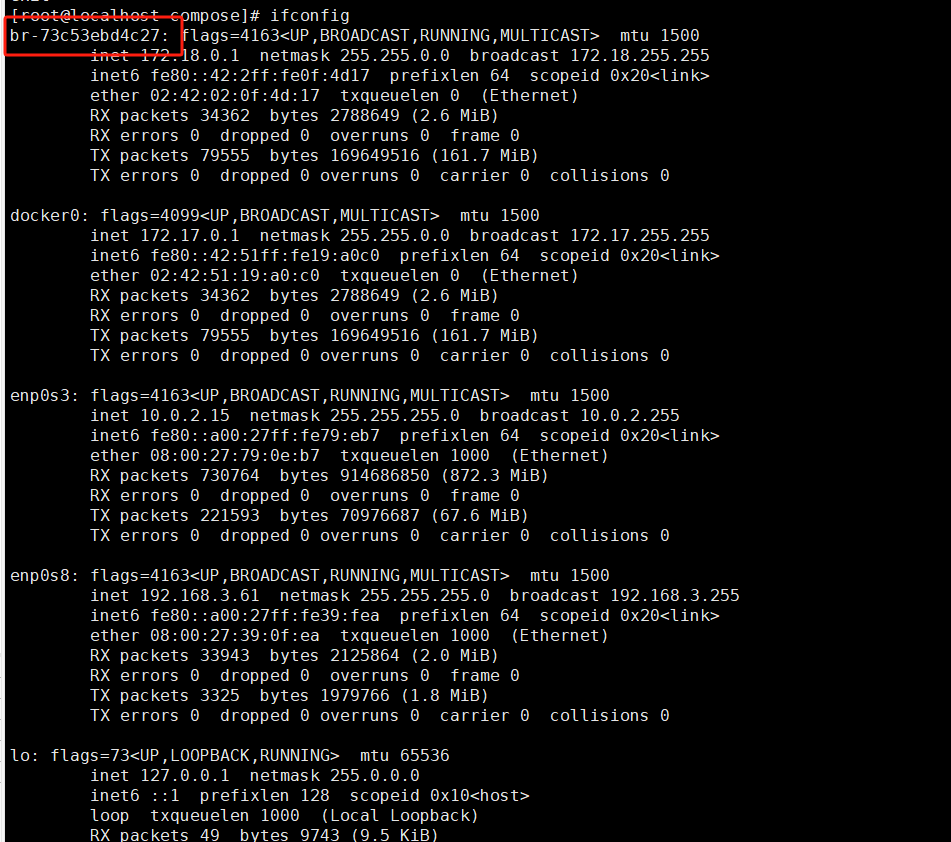 [root@localhost compose]# ifconfig
br-73c53ebd4c27: flags=4163<UP,BROADCAST,RUNNING,MULTICAST>  mtu 1500
        inet 172.18.0.1  netmask 255.255.0.0  broadcast 172.18.255.255
        inet6 fe80::42:2ff:fe0f:4d17  prefixlen 64  scopeid 0x20<link>
        ether 02:42:02:0f:4d:17  txqueuelen 0  (Ethernet)
        RX packets 34362  bytes 2788649 (2.6 MiB)
        RX errors 0  dropped 0  overruns 0  frame 0
        TX packets 79555  bytes 169649516 (161.7 MiB)
        TX errors 0  dropped 0 overruns 0  carrier 0  collisions 0

docker0: flags=4099<UP,BROADCAST,MULTICAST>  mtu 1500
        inet 172.17.0.1  netmask 255.255.0.0  broadcast 172.17.255.255
        inet6 fe80::42:51ff:fe19:a0c0  prefixlen 64  scopeid 0x20<link>
        ether 02:42:51:19:a0:c0  txqueuelen 0  (Ethernet)
        RX packets 34362  bytes 2788649 (2.6 MiB)
        RX errors 0  dropped 0  overruns 0  frame 0
        TX packets 79555  bytes 169649516 (161.7 MiB)
        TX errors 0  dropped 0 overruns 0  carrier 0  collisions 0

enp0s3: flags=4163<UP,BROADCAST,RUNNING,MULTICAST>  mtu 1500
        inet 10.0.2.15  netmask 255.255.255.0  broadcast 10.0.2.255
        inet6 fe80::a00:27ff:fe79:eb7  prefixlen 64  scopeid 0x20<link>
        ether 08:00:27:79:0e:b7  txqueuelen 1000  (Ethernet)
        RX packets 730764  bytes 914686850 (872.3 MiB)
        RX errors 0  dropped 0  overruns 0  frame 0
        TX packets 221593  bytes 70976687 (67.6 MiB)
        TX errors 0  dropped 0 overruns 0  carrier 0  collisions 0

enp0s8: flags=4163<UP,BROADCAST,RUNNING,MULTICAST>  mtu 1500
        inet 192.168.3.61  netmask 255.255.255.0  broadcast 192.168.3.255
        inet6 fe80::a00:27ff:fe39:fea  prefixlen 64  scopeid 0x20<link>
        ether 08:00:27:39:0f:ea  txqueuelen 1000  (Ethernet)
        RX packets 33943  bytes 2125864 (2.0 MiB)
        RX errors 0  dropped 0  overruns 0  frame 0
        TX packets 3325  bytes 1979766 (1.8 MiB)
        TX errors 0  dropped 0 overruns 0  carrier 0  collisions 0

lo: flags=73<UP,LOOPBACK,RUNNING>  mtu 65536
        inet 127.0.0.1  netmask 255.0.0.0
        inet6 ::1  prefixlen 128  scopeid 0x10<host>
        loop  txqueuelen 1000  (Local Loopback)
        RX packets 49  bytes 9743 (9.5 KiB)